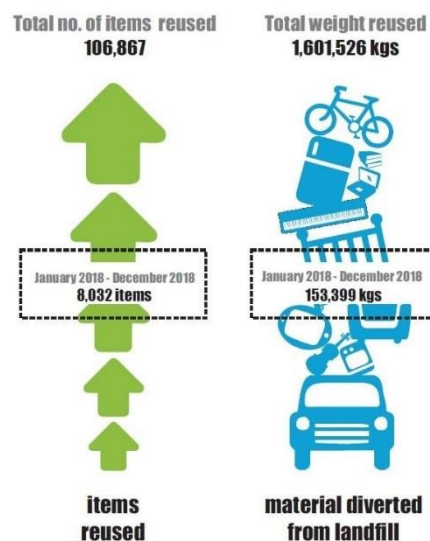 Total no. of items reused
106,867
January 2018 - December 2018
8,032 items
items
reused
Total weight reused
1,601,526 kgs
January 2018 - December 2018
153,399 kgs
material diverted
from landfill